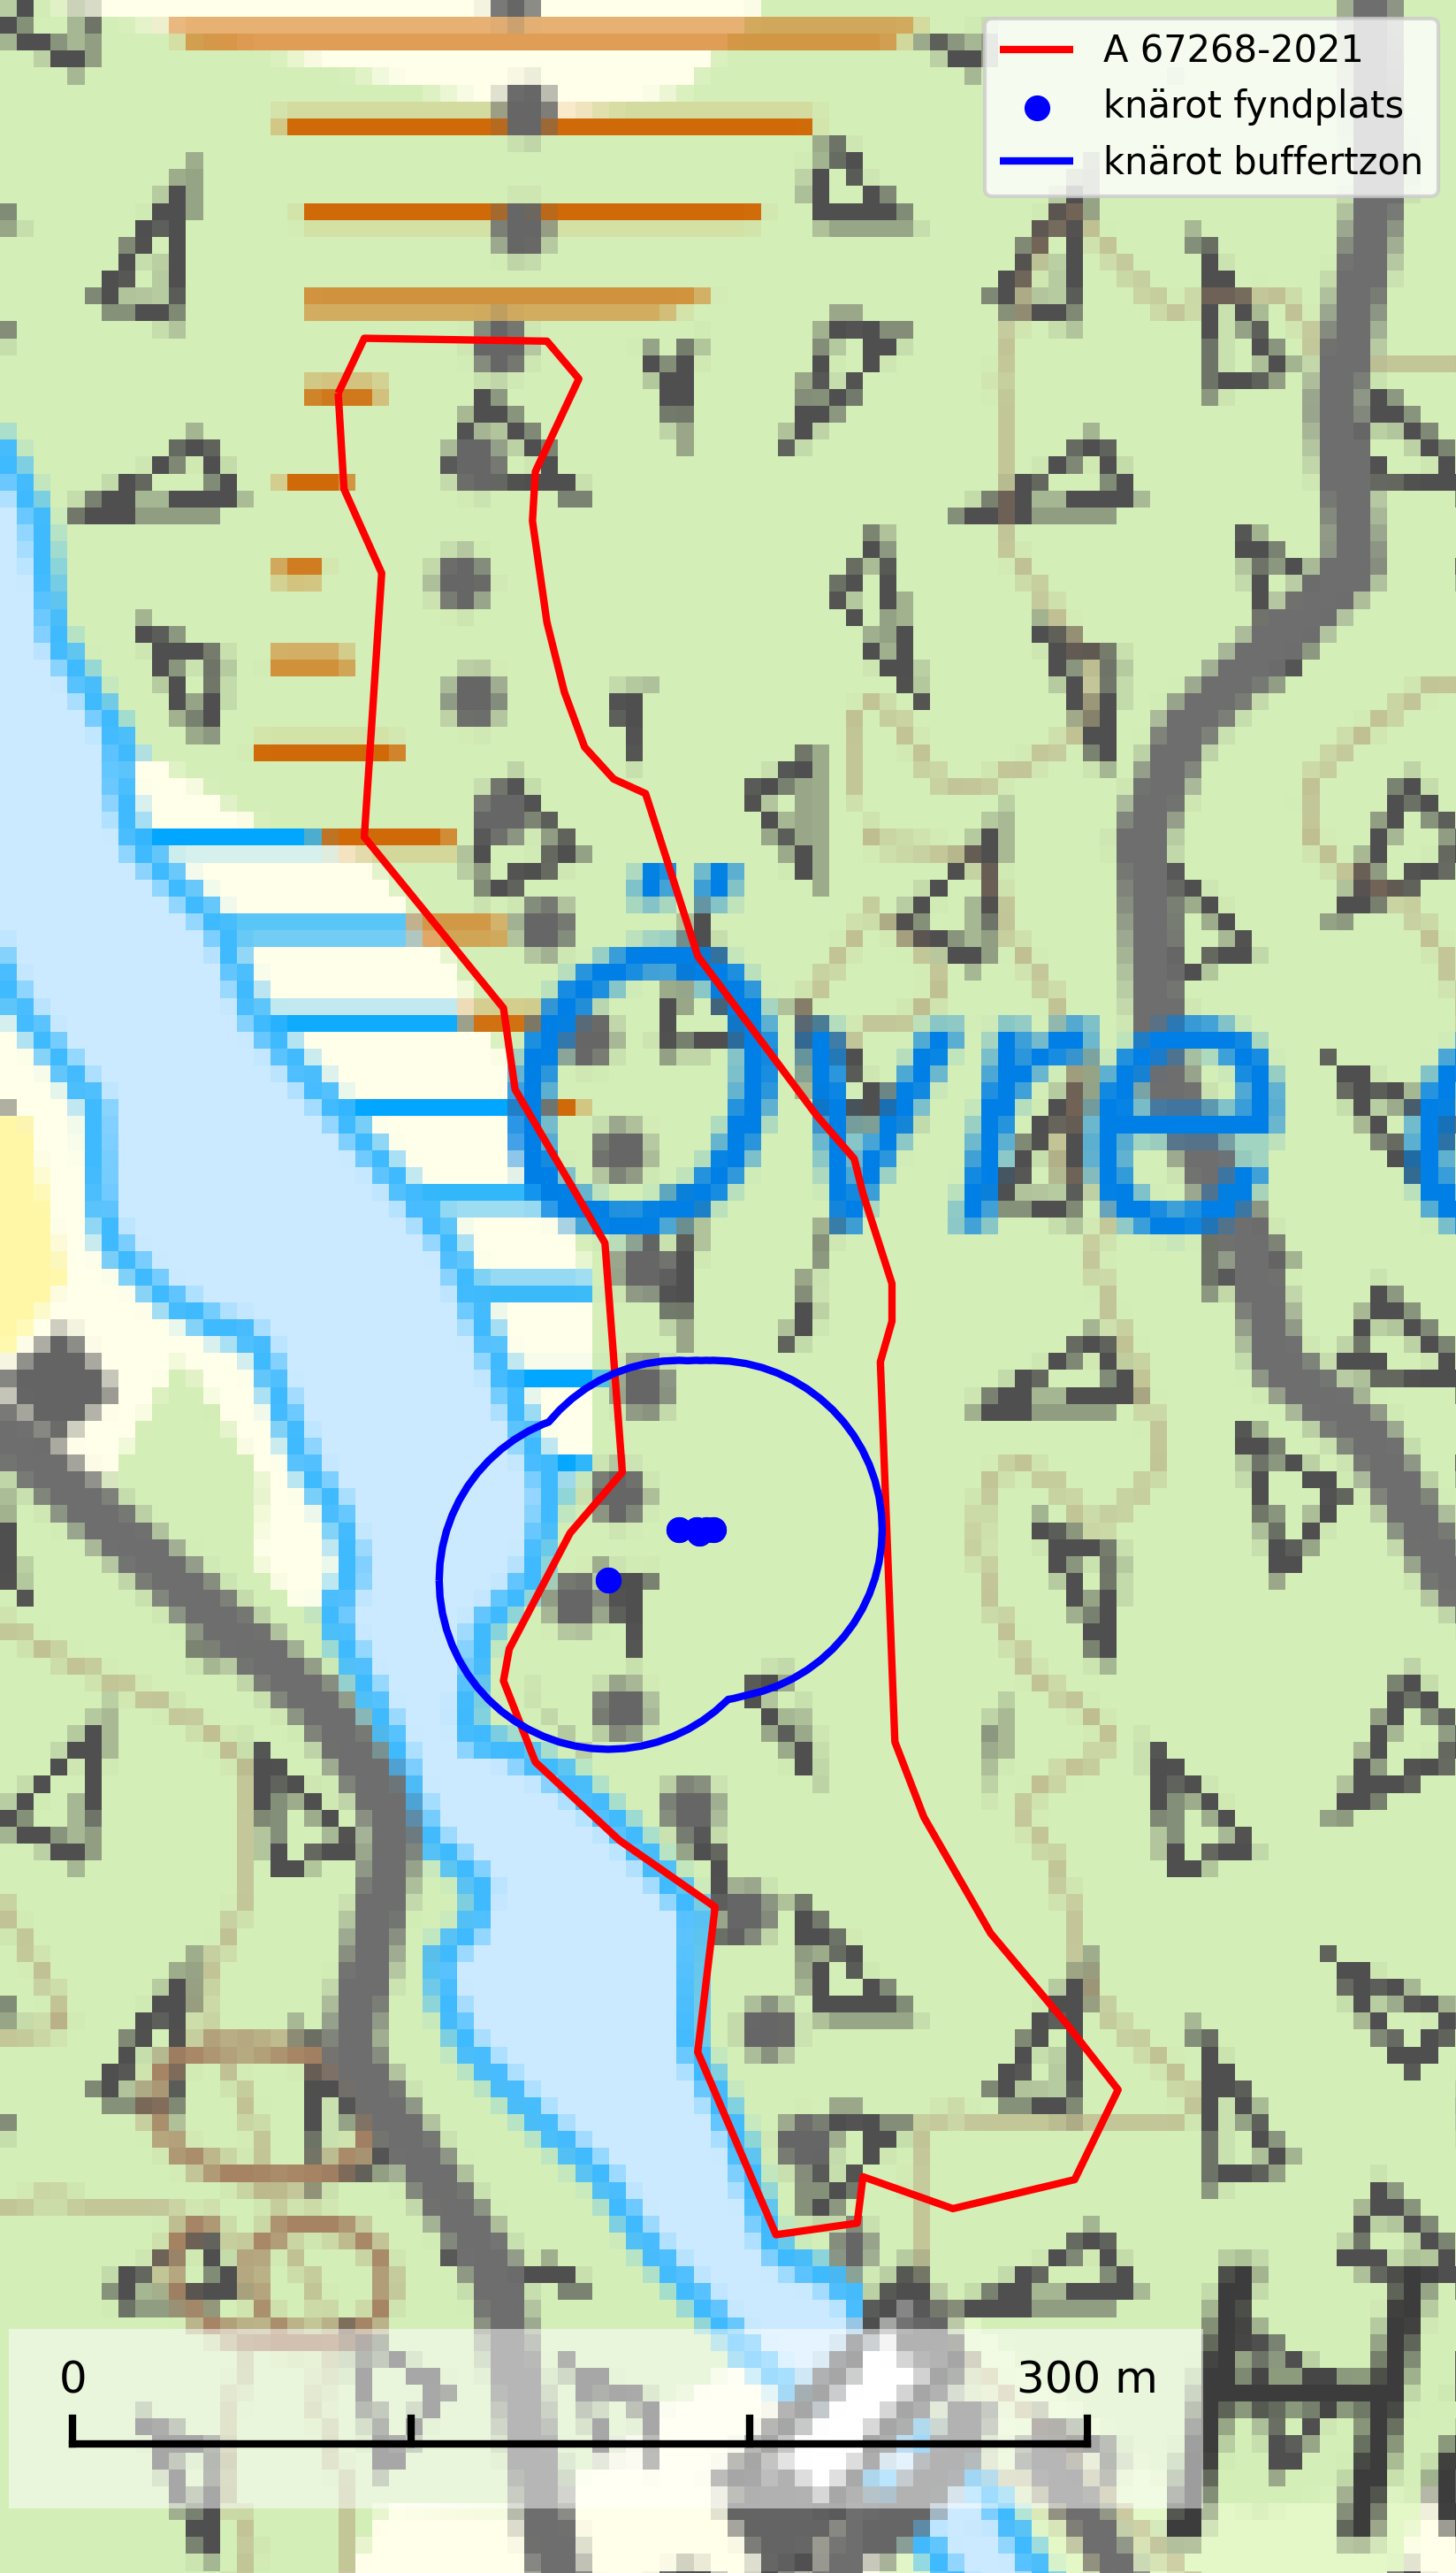 A 67268-2021
knärot fyndplats
knärot buffertzon
Övre
0
300 m